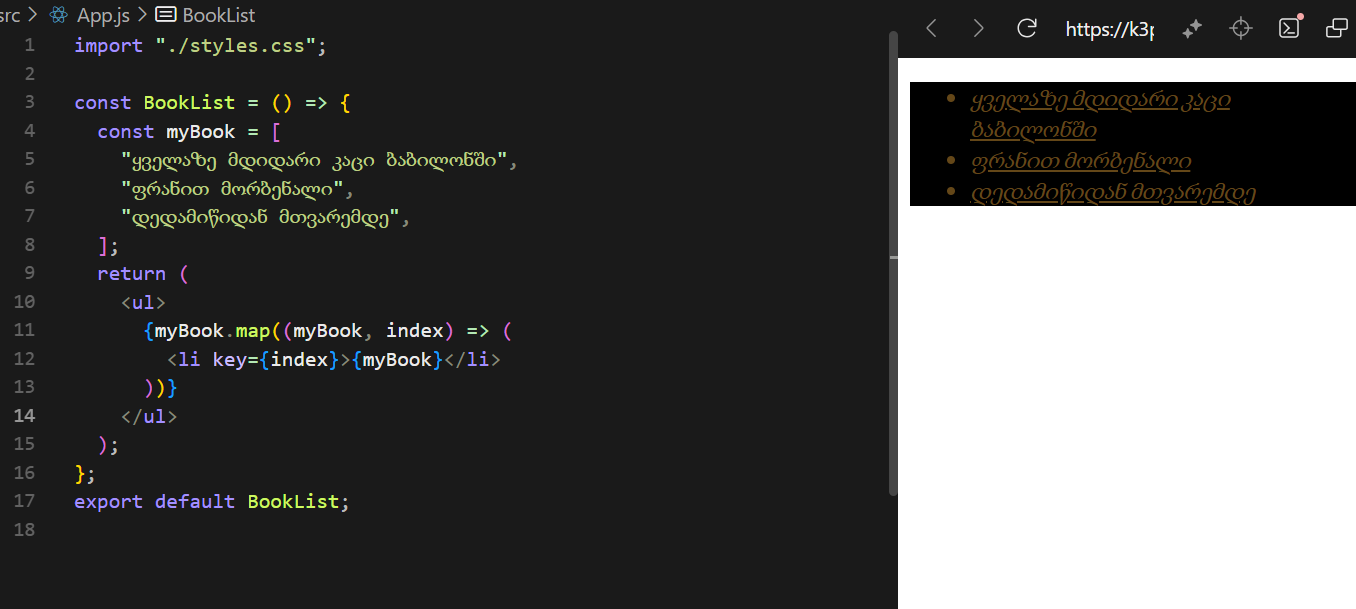 src > App.js > BookList
https://k3p
1 import "./styles.css";
2
3 const BookList = () => {
4 const myBook = [
5 "ყველაზე მდიდარი კაცი ბაბილონში",
6 "ფრანით მორბენალი",
7 "დედამიწიდან მთვარემდე",
8 ];
9 return (
10 <ul>
11 {myBook.map((myBook, index) => (
12 <li key={index}>{myBook}</li>
13 ))}
14 </ul>
15 );
16 };
17 export default BookList;
18
ყველაზე მდიდარი კაცი
ბაბილონში
ფრანით მორბენალი
დედამიწიდან მთვარემდე